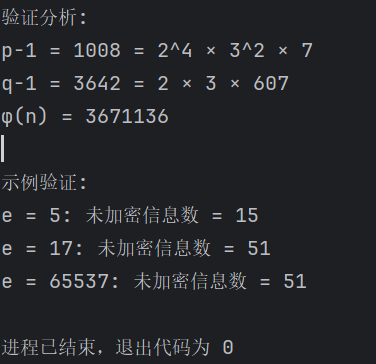 验证分析:
p-1 = 1008 = 2^4 × 3^2 × 7
q-1 = 3642 = 2 × 3 × 607
φ(n) = 3671136
示例验证:
e = 5: 未加密信息数 = 15
e = 17: 未加密信息数 = 51
e = 65537: 未加密信息数 = 51
进程已结束，退出代码为 0